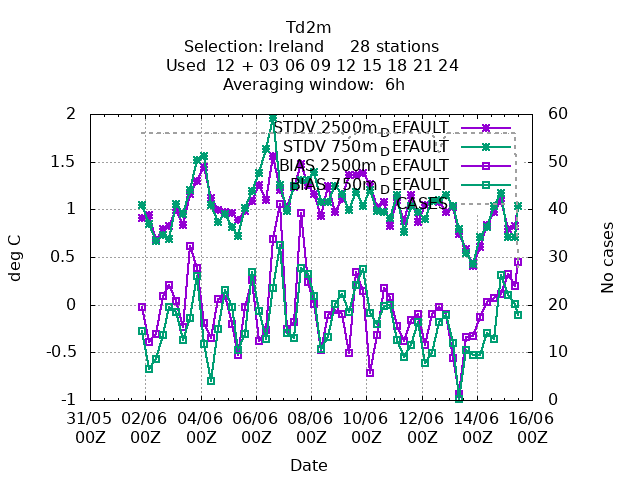 Td2m
Selection: Ireland     28 stations
Used  12 + 03 06 09 12 15 18 21 24
Averaging window:  6h
2
1.5
1
0.5
0
-0.5
-1
60
50
40
30
20
10
0
STDV 2500m_DEFAULT
STDV 750m_DEFAULT
BIAS 2500m_DEFAULT
BIAS 750m_DEFAULT
CASES
deg C
No cases
31/05 02/06 04/06 06/06 08/06 10/06 12/06 14/06 16/06
00Z 00Z 00Z 00Z 00Z 00Z 00Z 00Z 00Z
Date